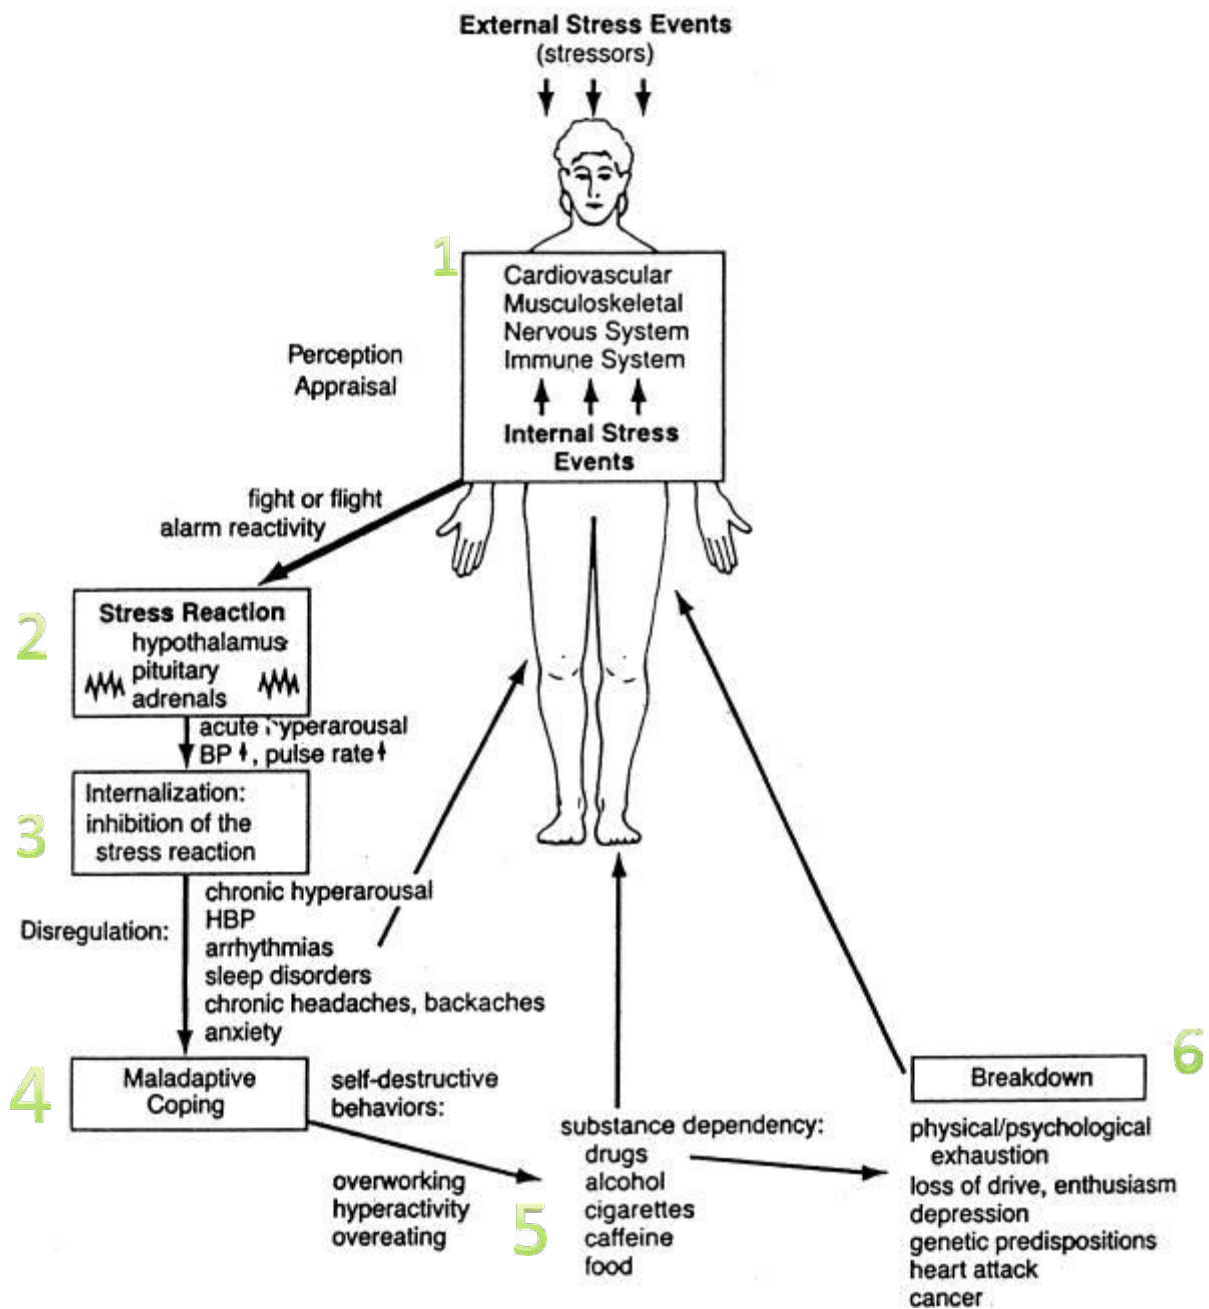 External Stress Events
(stressors)
1
Cardiovascular
Musculoskeletal
Nervous System
Immune System
Internal Stress
Events
Perception
Appraisal
fight or flight
alarm reactivity
2
Stress Reaction
hypothalamus
pituitary
adrenals
acute hyperarousal
BP, pulse rate
3
Internalization:
inhibition of the
stress reaction
Disregulation:
chronic hyperarousal
HBP
arrhythmias
sleep disorders
chronic headaches, backaches
anxiety
4
Maladaptive
Coping
self-destructive
behaviors:
overworking
hyperactivity
overeating
5
substance dependency:
drugs
alcohol
cigarettes
caffeine
food
6
Breakdown
physical/psychological
exhaustion
loss of drive, enthusiasm
depression
genetic predispositions
heart attack
cancer